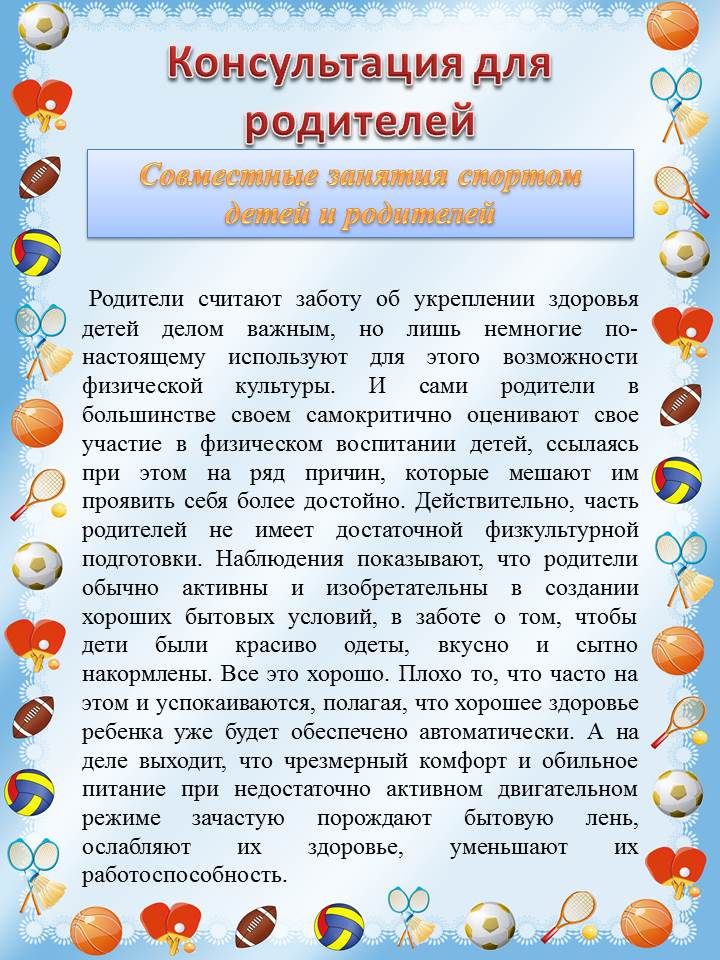 Консультация для
родителей
Совместные занятия спортом
детей и родителей
Родители считают заботу об укреплении здоровья
детей делом важным, но лишь немногие по-
настоящему используют для этого возможности
физической культуры. И сами родители в
большинстве своем самокритично оценивают свое
участие в физическом воспитании детей, ссылаясь
при этом на ряд причин, которые мешают им
проявить себя более достойно. Действительно, часть
родителей не имеет достаточной физкультурной
подготовки. Наблюдения показывают, что родители
обычно активны и изобретательны в создании
хороших бытовых условий, в заботе о том, чтобы
дети были красиво одеты, вкусно и сытно
накормлены. Все это хорошо. Плохо то, что часто на
этом и успокаиваются, полагая, что хорошее здоровье
ребенка уже будет обеспечено автоматически. А на
деле выходит, что чрезмерный комфорт и обильное
питание при недостаточно активном двигательном
режиме зачастую порождают бытовую лень,
ослабляют их здоровье, уменьшают их
работоспособность.